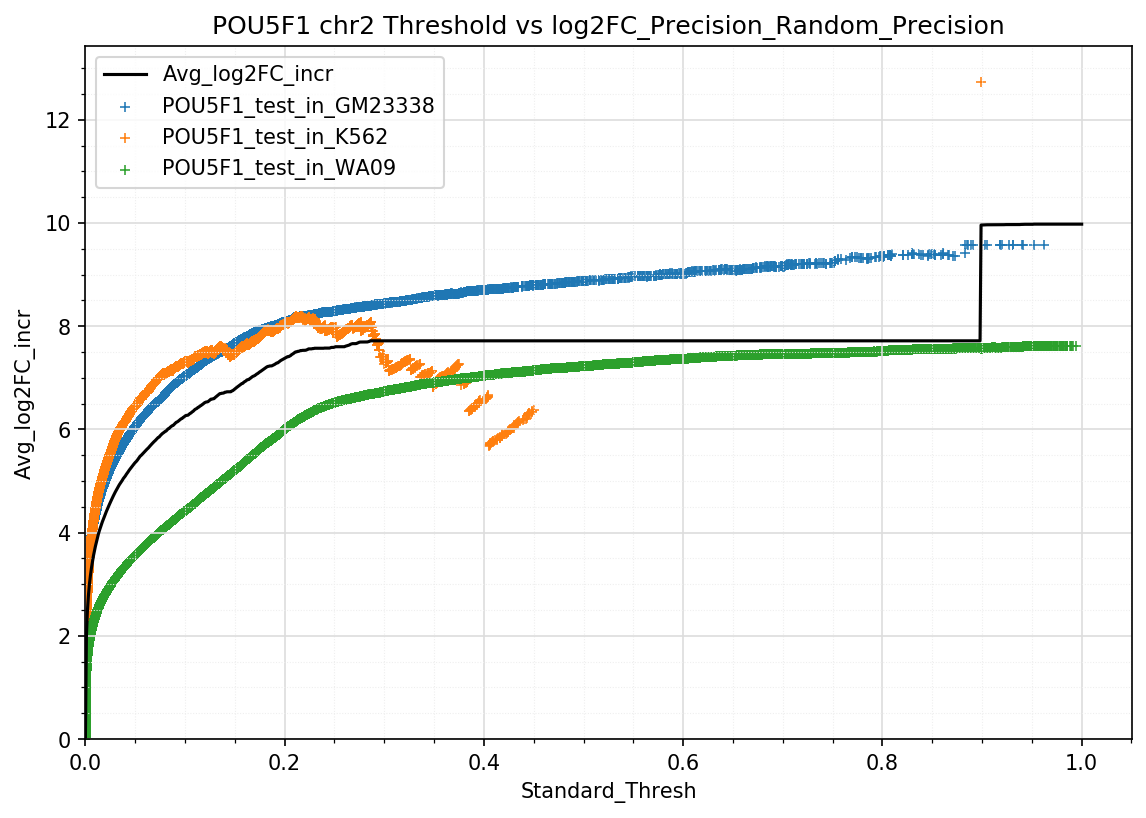 POU5F1 chr2 Threshold vs log2FC_Precision_Random_Precision
Avg_log2FC_incr
POU5F1_test_in_GM23338
POU5F1_test_in_K562
POU5F1_test_in_WA09
Avg_log2FC_incr
12
10
8
6
4
2
0
0.0 0.2 0.4 0.6 0.8 1.0
Standard_Thresh